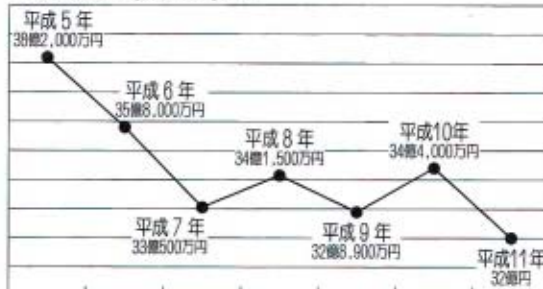 平成5年
38億2,000万円
平成6年
35億8,000万円
平成7年
33億500万円
平成8年
34億1,500万円
平成9年
32億8,900万円
平成10年
34億4,000万円
平成11年
32億円